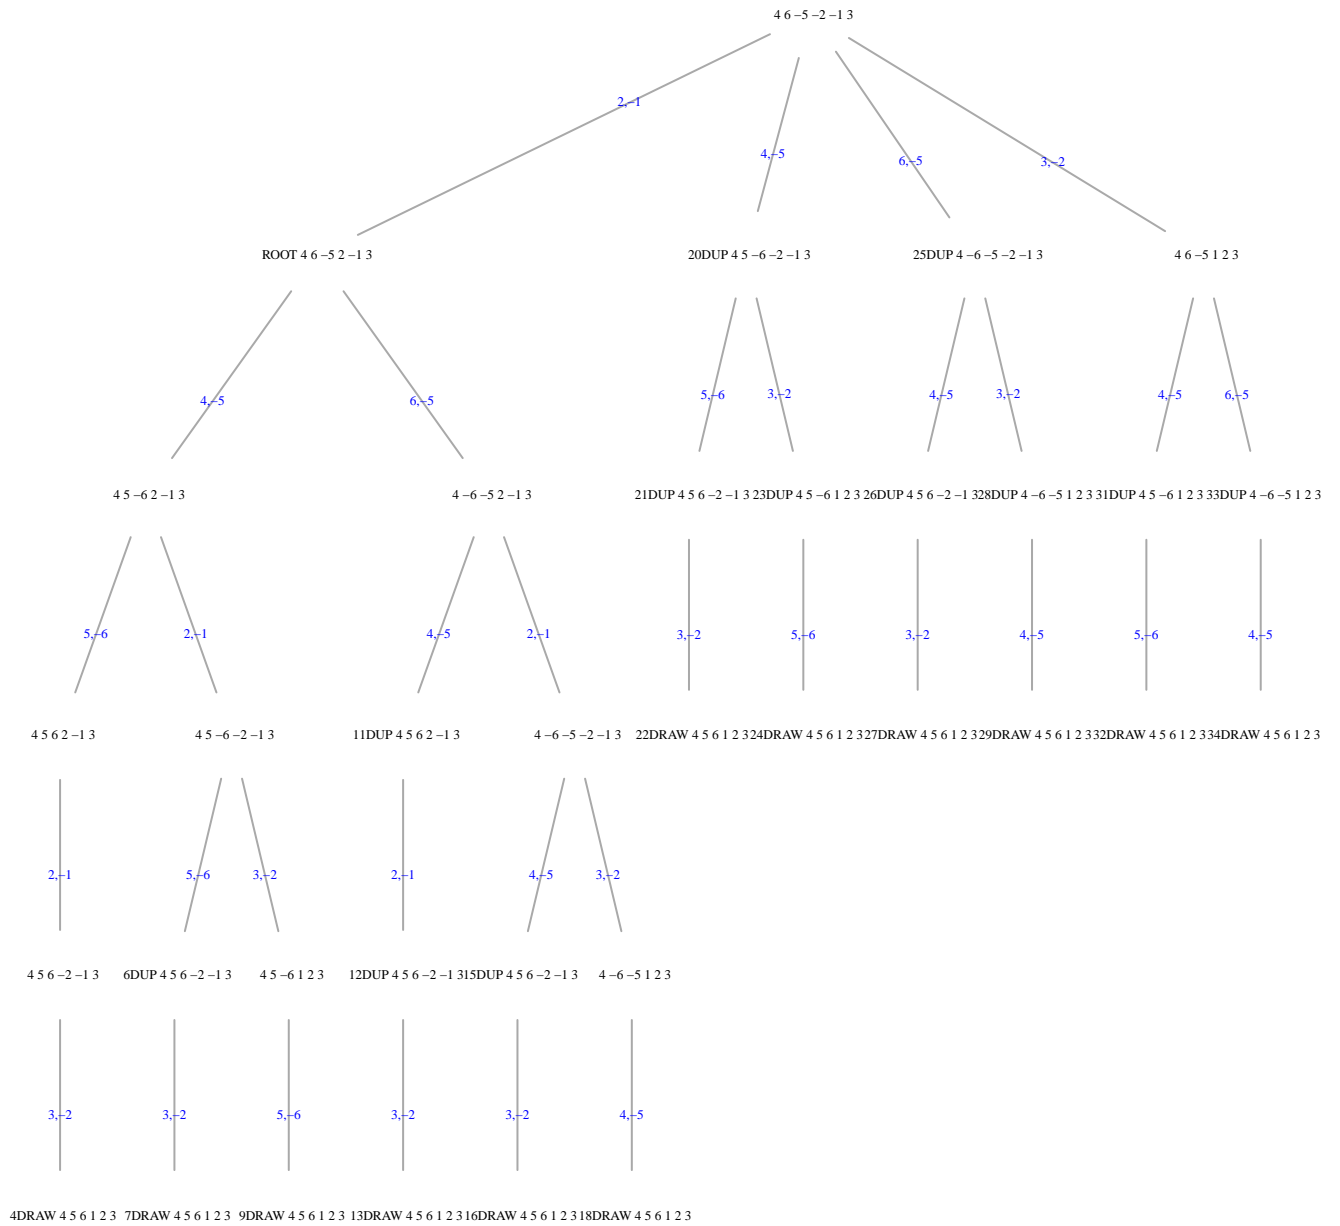 4 6 −5 −2 −1 3
2,−1
4,−5
6,−5
3,−2
ROOT 4 6 −5 2 −1 3
20DUP 4 5 −6 −2 −1 3
25DUP 4 −6 −5 −2 −1 3
4 6 −5 1 2 3
4,−5
6,−5
5,−6
3,−2
4,−5
3,−2
4,−5
6,−5
4 5 −6 2 −1 3
4 −6 −5 2 −1 3
21DUP 4 5 6 −2 −1 3
23DUP 4 5 −6 1 2 3
26DUP 4 5 6 −2 −1 3
28DUP 4 −6 −5 1 2 3
31DUP 4 5 −6 1 2 3
33DUP 4 −6 −5 1 2 3
5,−6
2,−1
4,−5
2,−1
3,−2
5,−6
3,−2
4,−5
5,−6
4,−5
4 5 6 2 −1 3
4 5 −6 −2 −1 3
11DUP 4 5 6 2 −1 3
4 −6 −5 −2 −1 3
22DRAW 4 5 6 1 2 3
24DRAW 4 5 6 1 2 3
27DRAW 4 5 6 1 2 3
29DRAW 4 5 6 1 2 3
32DRAW 4 5 6 1 2 3
34DRAW 4 5 6 1 2 3
2,−1
5,−6
3,−2
2,−1
4,−5
3,−2
4 5 6 −2 −1 3
6DUP 4 5 6 −2 −1 3
4 5 −6 1 2 3
12DUP 4 5 6 −2 −1 3
15DUP 4 5 6 −2 −1 3
4 −6 −5 1 2 3
3,−2
3,−2
5,−6
3,−2
3,−2
4,−5
4DRAW 4 5 6 1 2 3
7DRAW 4 5 6 1 2 3
9DRAW 4 5 6 1 2 3
13DRAW 4 5 6 1 2 3
16DRAW 4 5 6 1 2 3
18DRAW 4 5 6 1 2 3